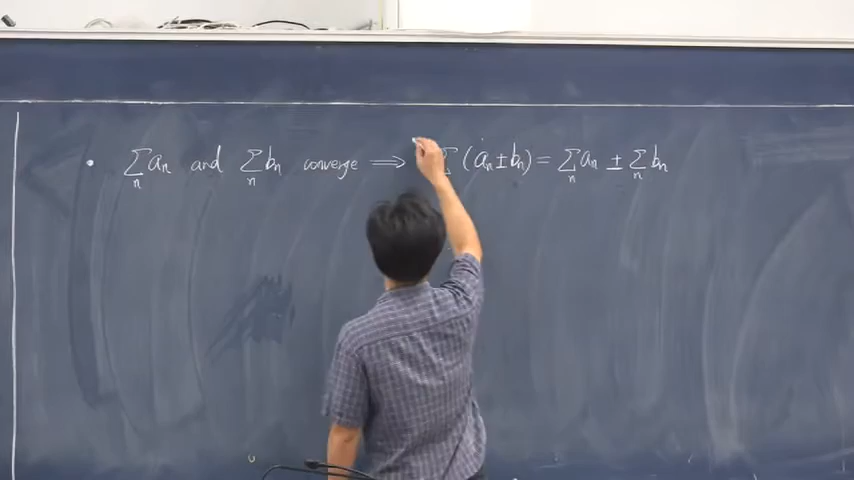 • ∑ₙ aₙ and ∑ₙ bₙ converge ⟹ ∑ (aₙ ± bₙ) = ∑ₙ aₙ ± ∑ₙ bₙ